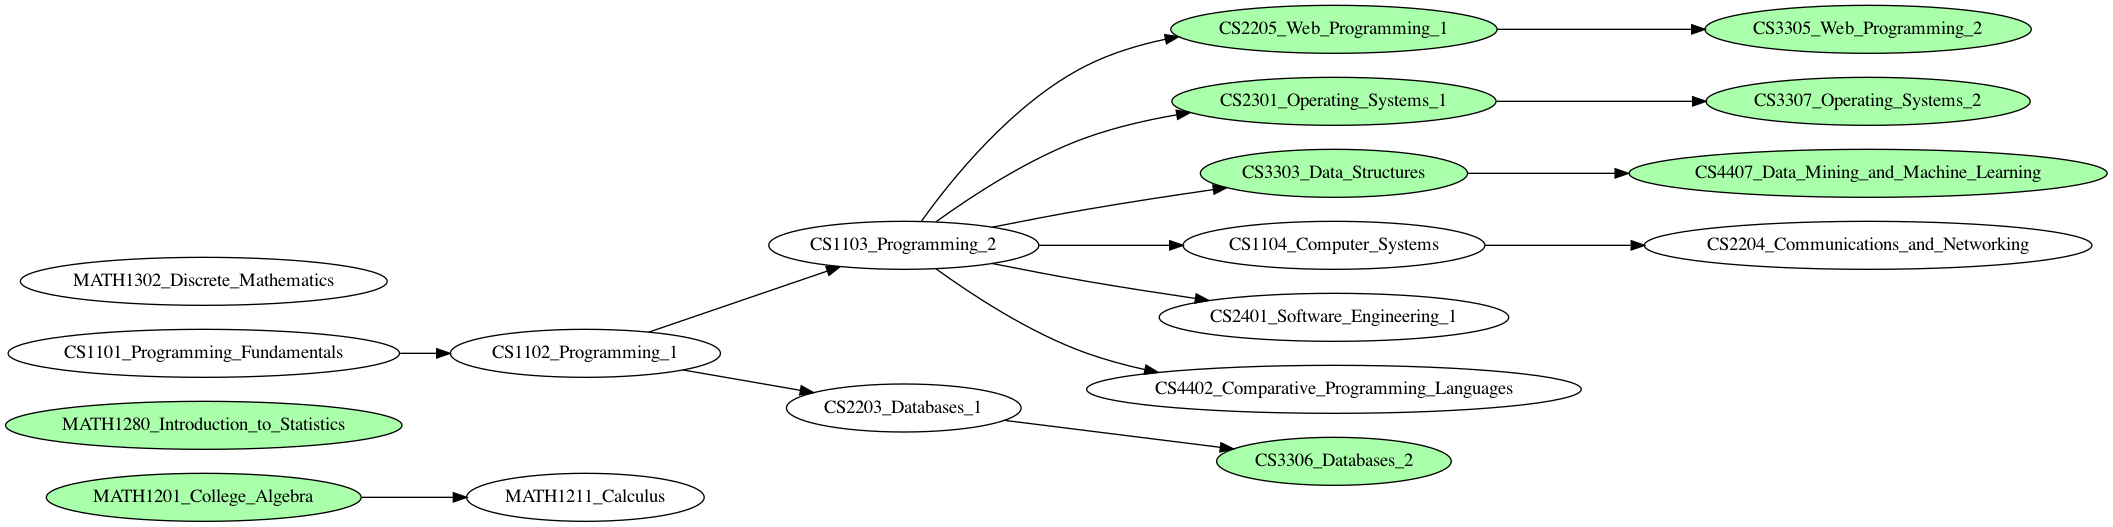 CS2205_Web_Programming_1
CS3305_Web_Programming_2
CS2301_Operating_Systems_1
CS3307_Operating_Systems_2
CS3303_Data_Structures
CS4407_Data_Mining_and_Machine_Learning
CS1103_Programming_2
CS1104_Computer_Systems
CS2204_Communications_and_Networking
MATH1302_Discrete_Mathematics
CS2401_Software_Engineering_1
CS1101_Programming_Fundamentals
CS1102_Programming_1
CS4402_Comparative_Programming_Languages
CS2203_Databases_1
MATH1280_Introduction_to_Statistics
CS3306_Databases_2
MATH1201_College_Algebra
MATH1211_Calculus